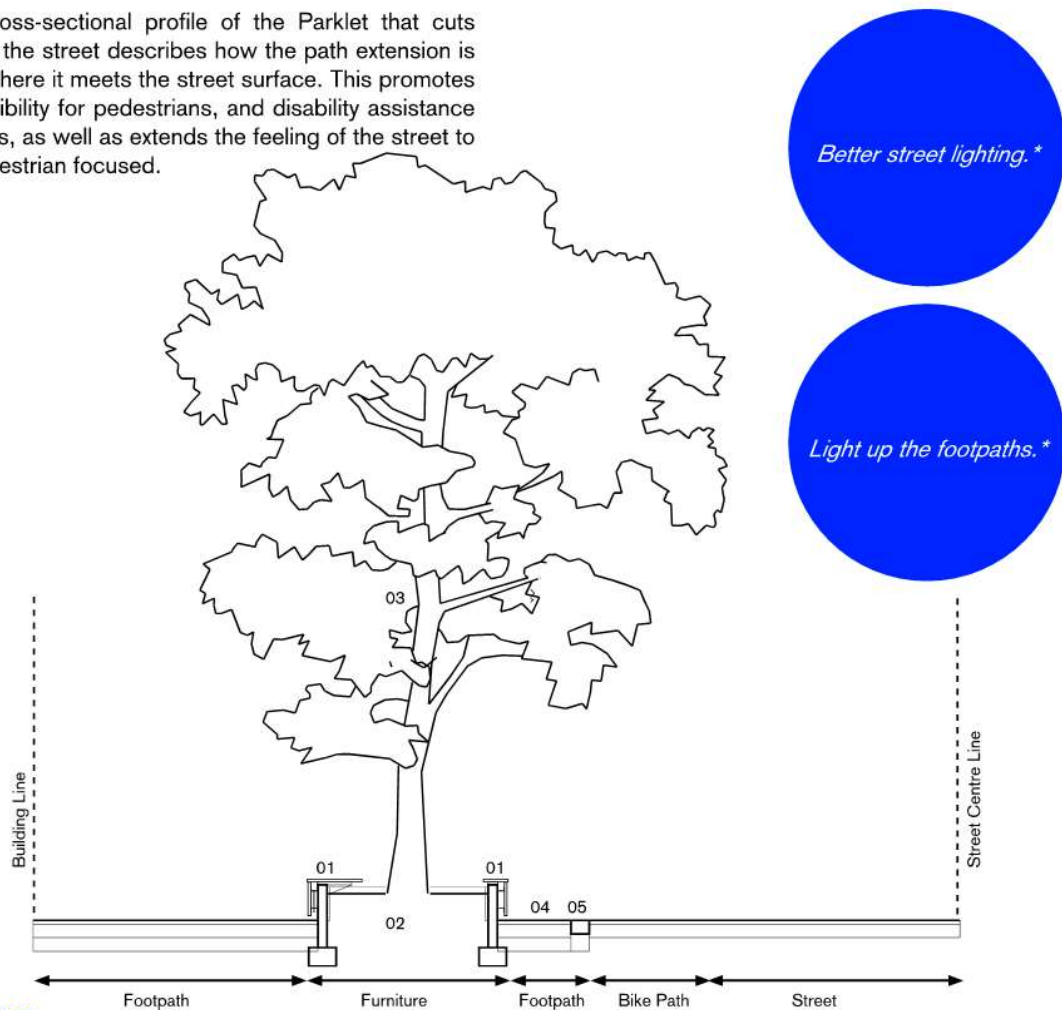 oss-sectional profile of the Parklet that cuts
the street describes how the path extension is
here it meets the street surface. This promotes
ibility for pedestrians, and disability assistance
s, as well as extends the feeling of the street to
estrian focused.
Better street lighting.*
Light up the footpaths.*
03
Building Line
Street Centre Line
01
01
02
04
05
Footpath
Furniture
Footpath
Bike Path
Street